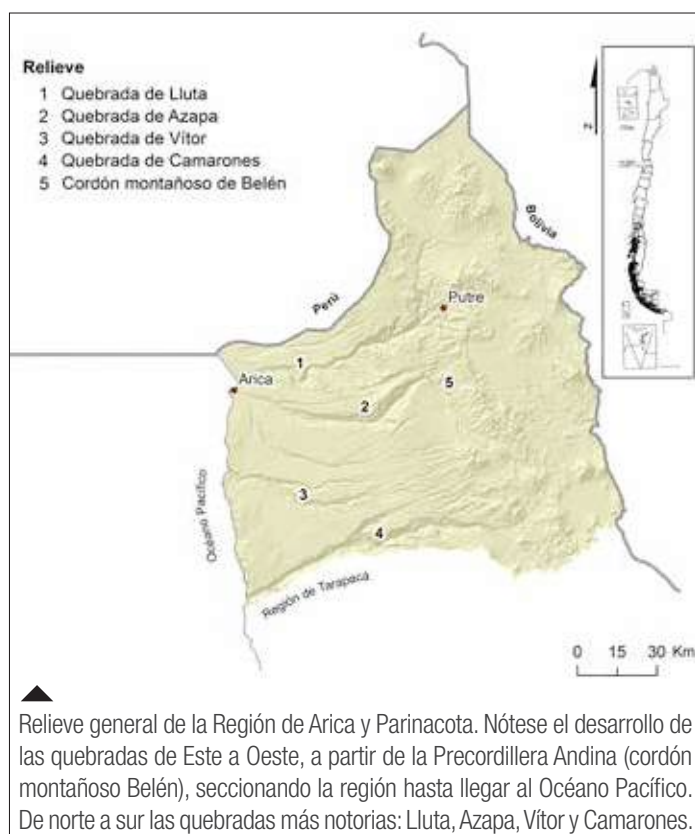 Relieve
1 Quebrada de Lluta
2 Quebrada de Azapa
3 Quebrada de Vítor
4 Quebrada de Camarones
5 Cordón montañoso de Belén
Bolivia
Perú
Putre
1
Arica
5
2
Océano Pacífico
3
4
Región de Tarapacá
0 15 30 Km
Relieve general de la Región de Arica y Parinacota. Nótese el desarrollo de
las quebradas de Este a Oeste, a partir de la Precordillera Andina (cordón
montañoso Belén), seccionando la región hasta llegar al Océano Pacífico.
De norte a sur las quebradas más notorias: Lluta, Azapa, Vítor y Camarones.